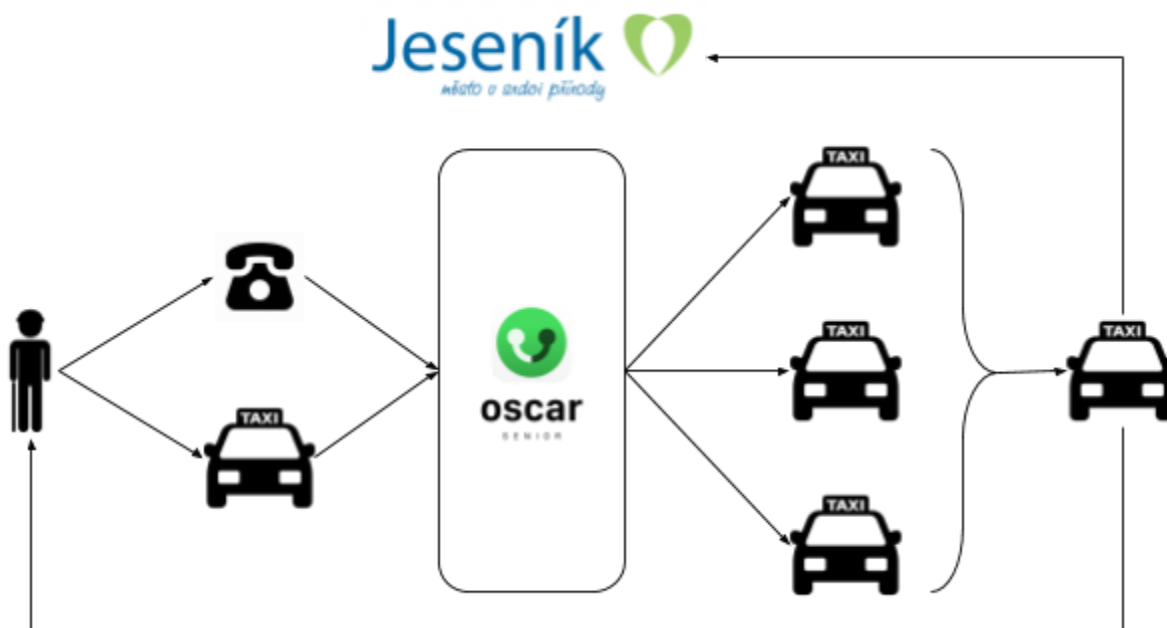 Jeseník
město v srdci přírody
TAXI
TAXI
TAXI
oscar
TAXI
SENIOR
TAXI